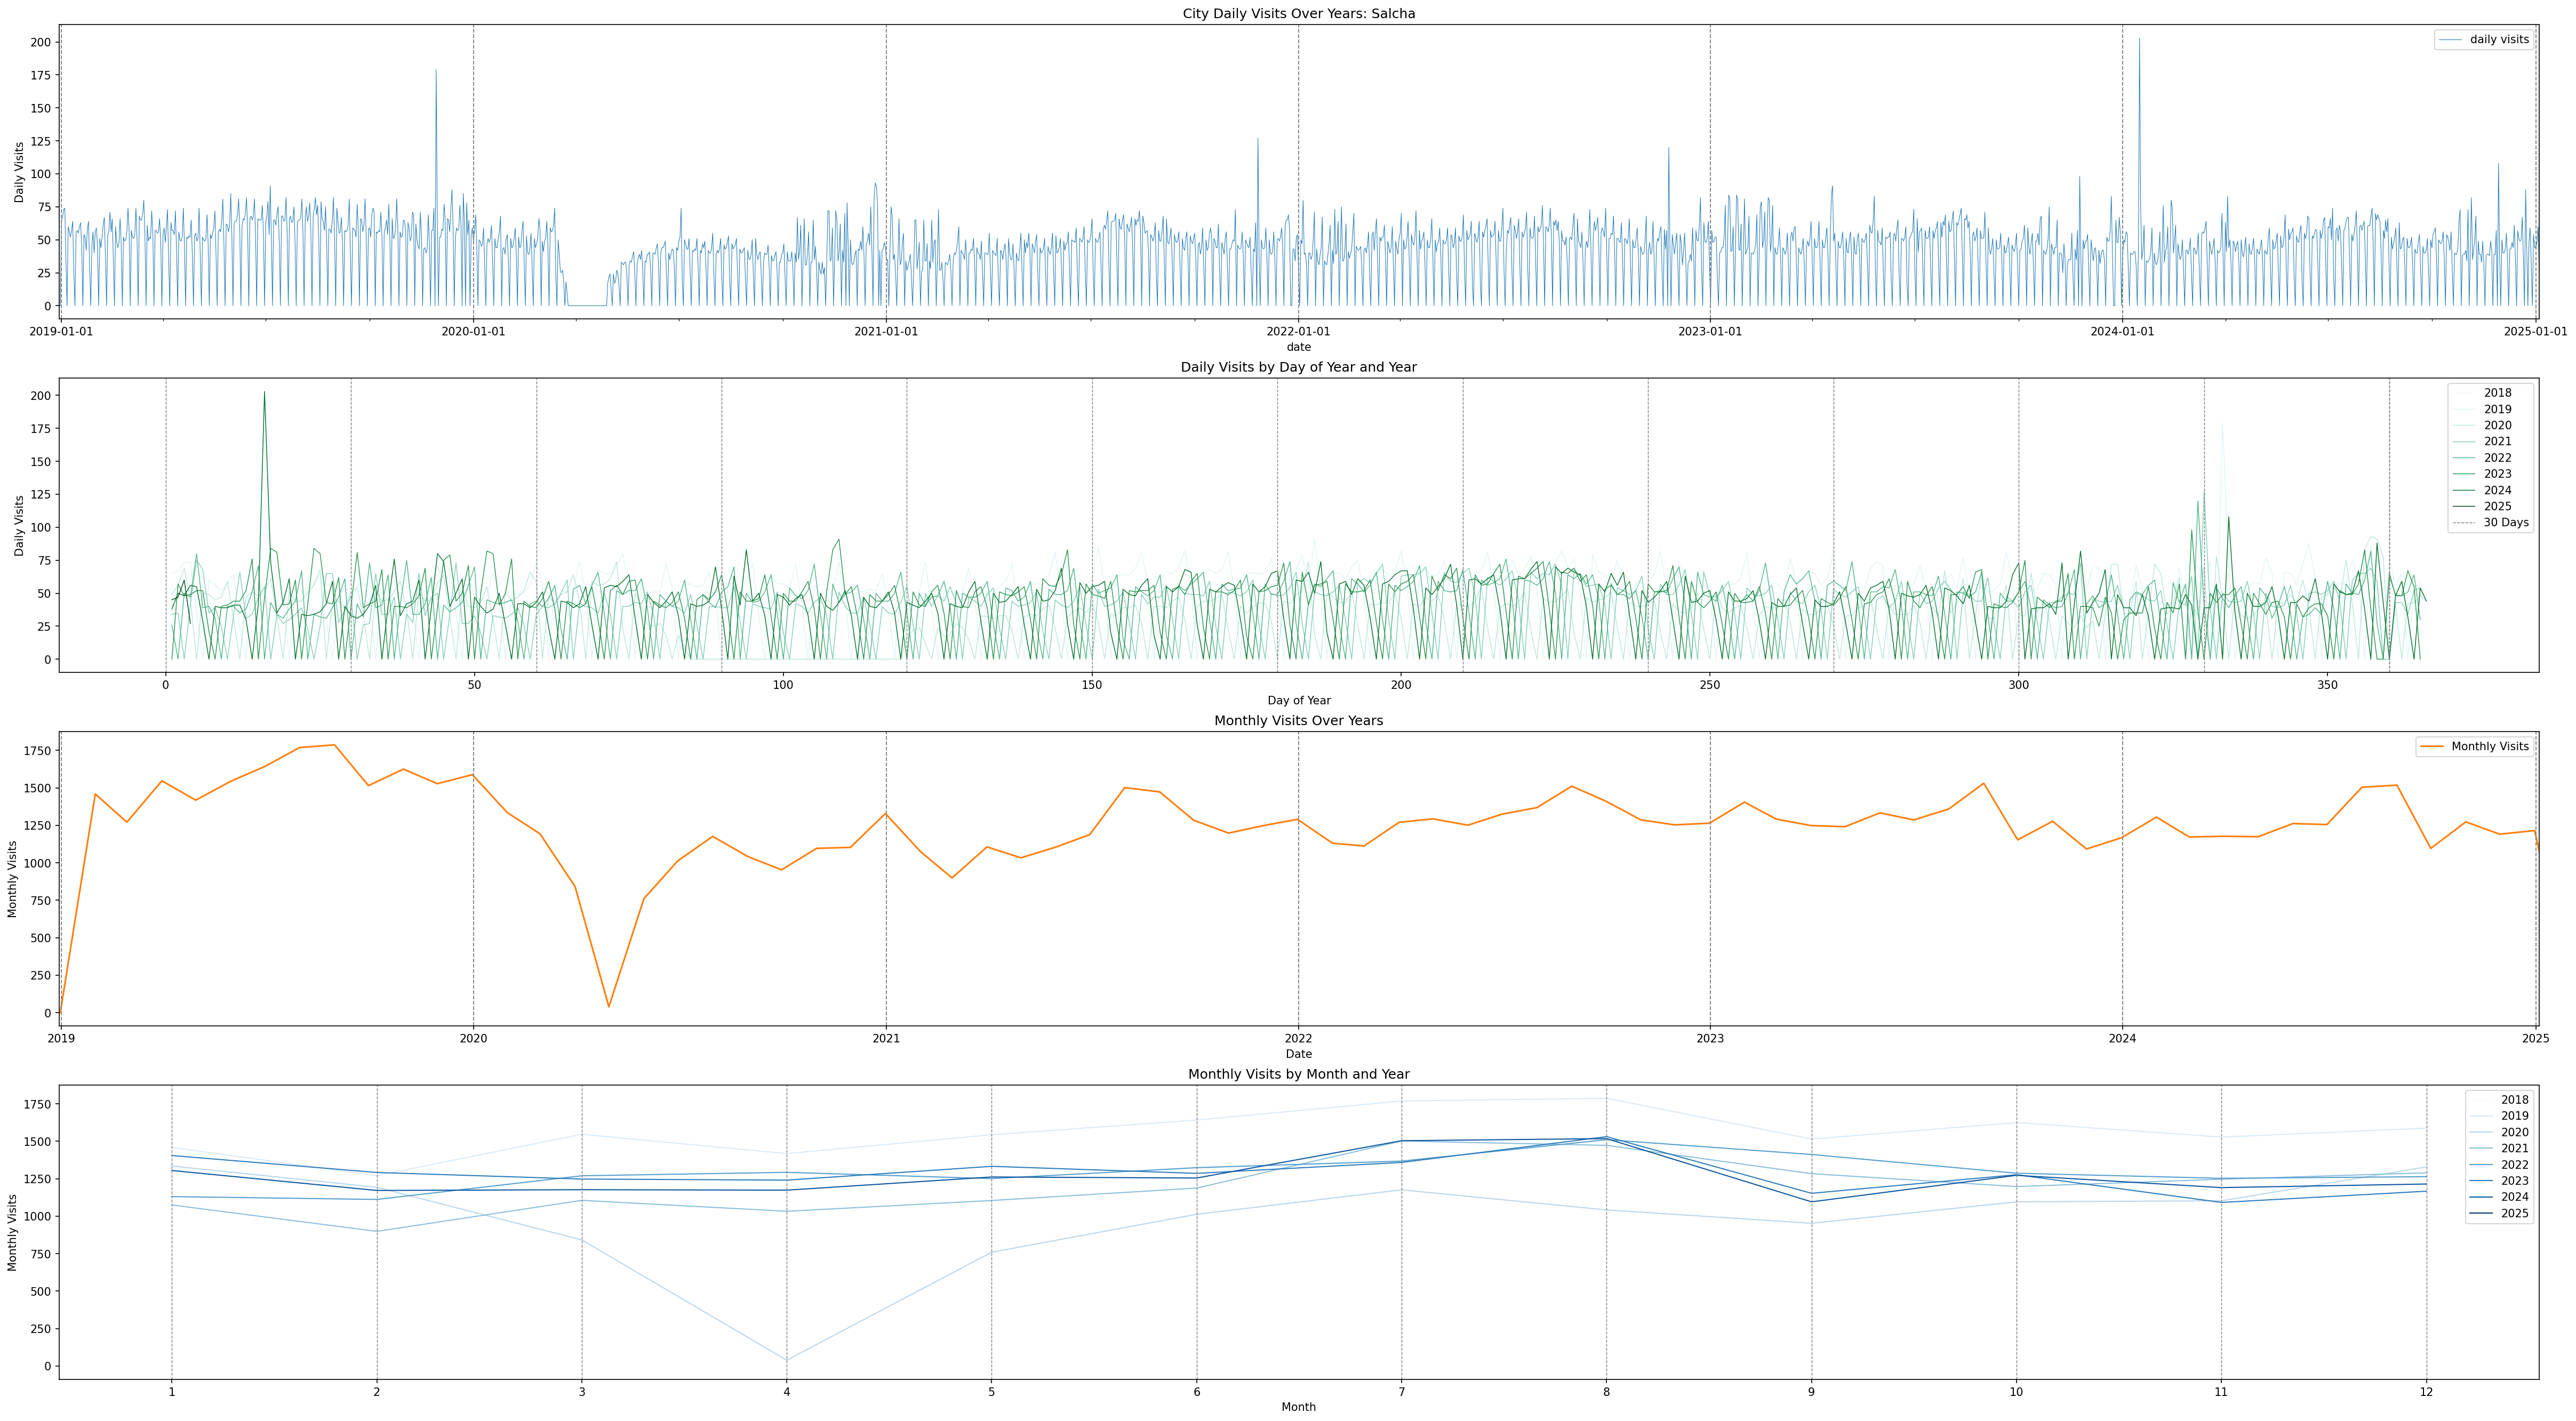 City Daily Visits Over Years: Salcha
Daily Visits
200
175
150
125
100
75
50
25
0
daily visits
2019-01-01 2020-01-01 2021-01-01 2022-01-01 2023-01-01 2024-01-01 2025-01-01
date
Daily Visits by Day of Year and Year
Daily Visits
200
175
150
125
100
75
50
25
0
2018
2019
2020
2021
2022
2023
2024
2025
30 Days
0 50 100 150 200 250 300 350
Day of Year
Monthly Visits Over Years
Monthly Visits
1750
1500
1250
1000
750
500
250
0
Monthly Visits
2019 2020 2021 2022 2023 2024 2025
Date
Monthly Visits by Month and Year
Monthly Visits
1750
1500
1250
1000
750
500
250
0
2018
2019
2020
2021
2022
2023
2024
2025
1 2 3 4 5 6 7 8 9 10 11 12
Month